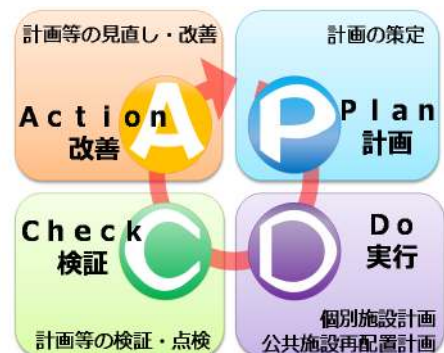 計画等の見直し・改善
Action
改善
A
計画の策定
P
Plan
計画
Check
検証
C
計画等の検証・点検
D
Do
実行
個別施設計画
公共施設再配置計画